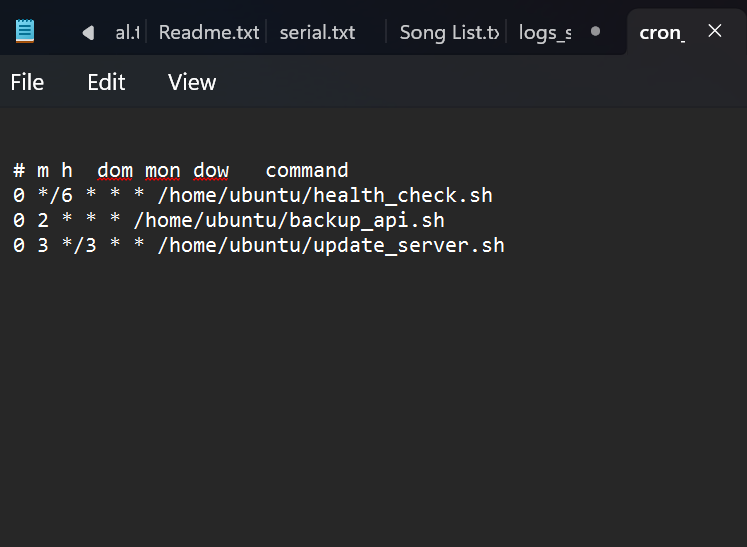 al.t Readme.txt serial.txt Song List.tx logs_s cron_
File Edit View
# m h  dom mon dow   command
0 */6 * * * /home/ubuntu/health_check.sh
0 2 * * * /home/ubuntu/backup_api.sh
0 3 */3 * * /home/ubuntu/update_server.sh